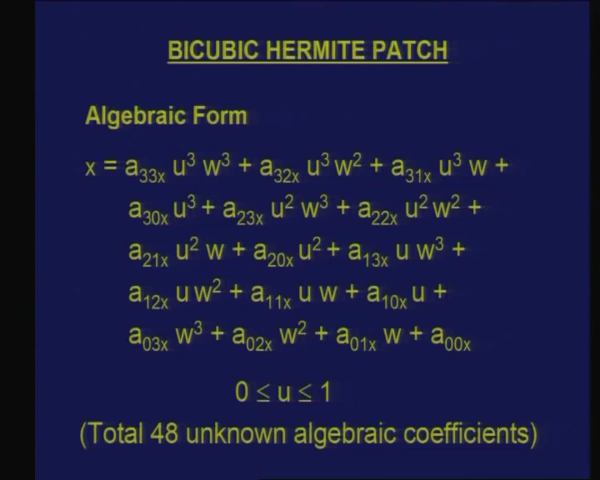 BICUBIC HERMITE PATCH
Algebraic Form
x = a₃₃ₓ u³ w³ + a₃₂ₓ u³ w² + a₃₁ₓ u³ w +
a₃₀ₓ u³ + a₂₃ₓ u² w³ + a₂₂ₓ u² w² +
a₂₁ₓ u² w + a₂₀ₓ u² + a₁₃ₓ u w³ +
a₁₂ₓ u w² + a₁₁ₓ u w + a₁₀ₓ u +
a₀₃ₓ w³ + a₀₂ₓ w² + a₀₁ₓ w + a₀₀ₓ
0 ≤ u ≤ 1
(Total 48 unknown algebraic coefficients)